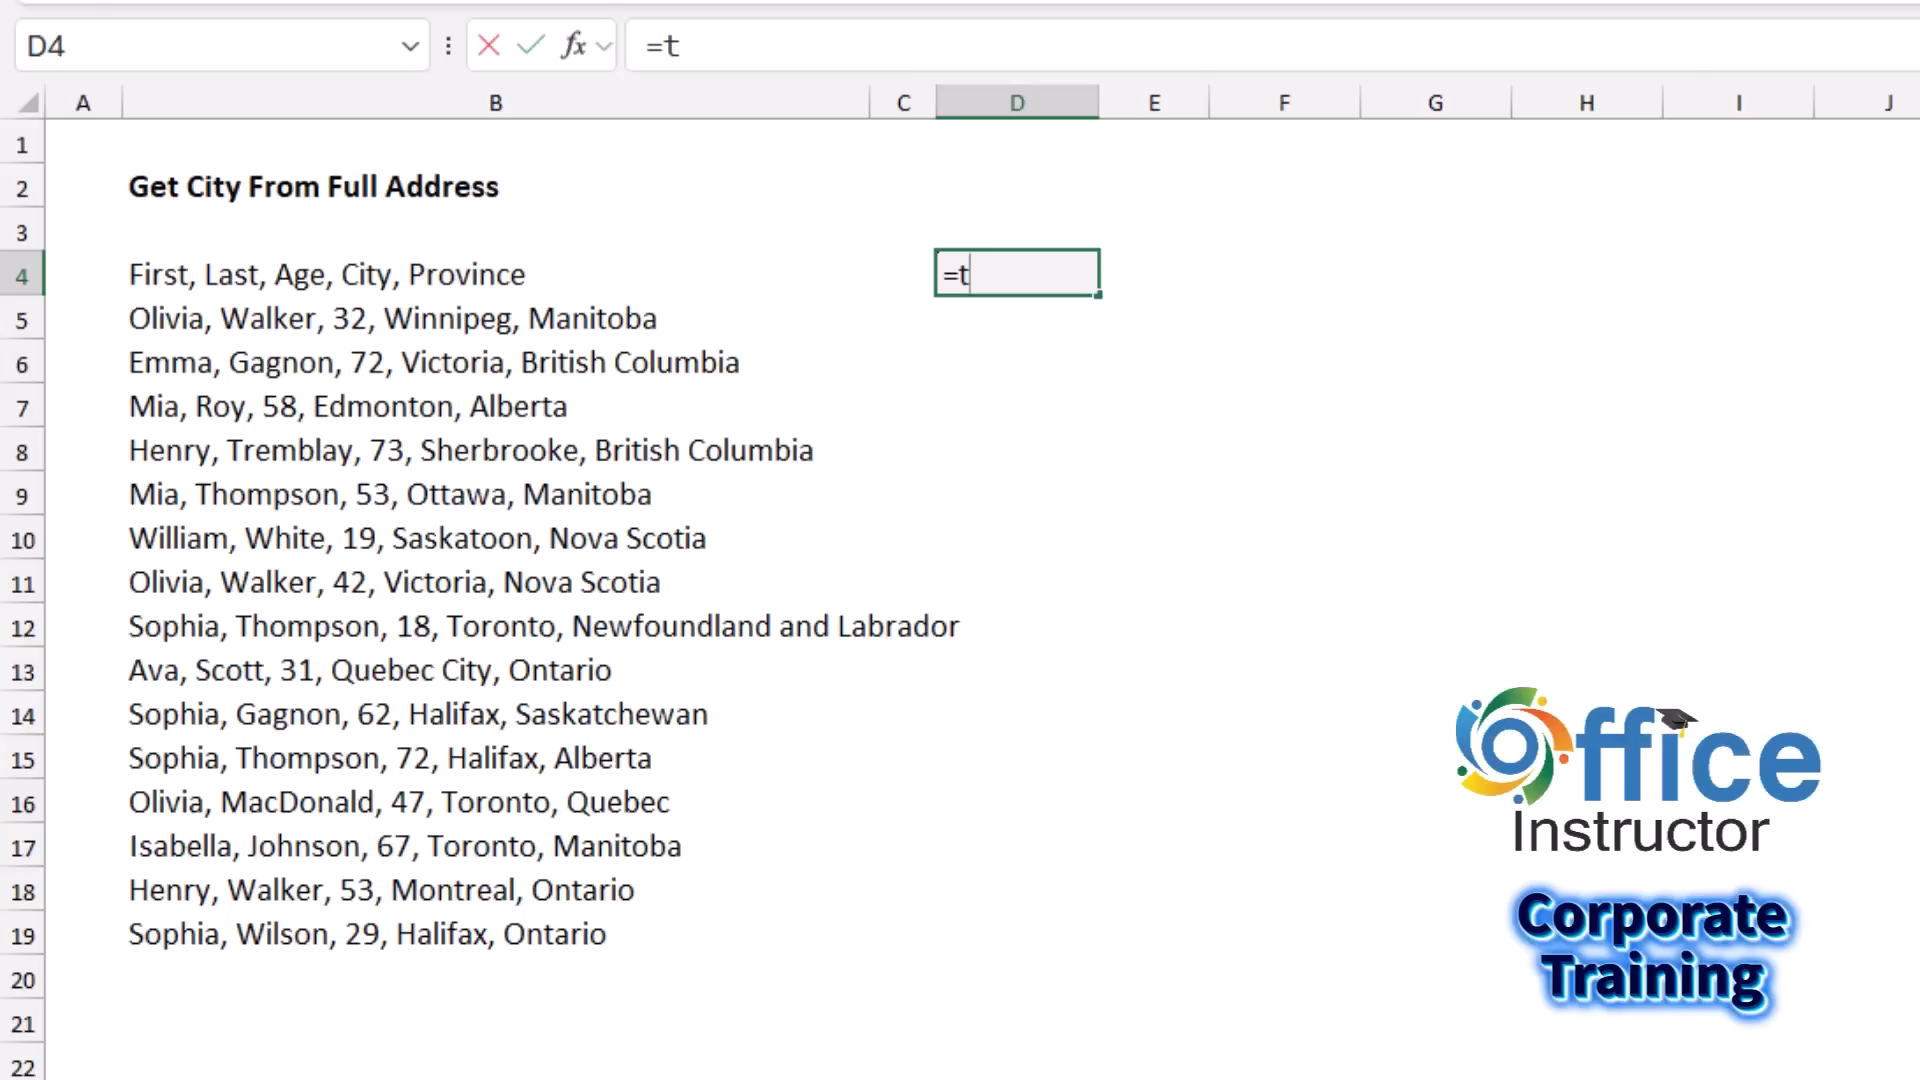 D4
fx
=t
A B C D E F G H I J
1
2 Get City From Full Address
3
4 First, Last, Age, City, Province =t
5 Olivia, Walker, 32, Winnipeg, Manitoba
6 Emma, Gagnon, 72, Victoria, British Columbia
7 Mia, Roy, 58, Edmonton, Alberta
8 Henry, Tremblay, 73, Sherbrooke, British Columbia
9 Mia, Thompson, 53, Ottawa, Manitoba
10 William, White, 19, Saskatoon, Nova Scotia
11 Olivia, Walker, 42, Victoria, Nova Scotia
12 Sophia, Thompson, 18, Toronto, Newfoundland and Labrador
13 Ava, Scott, 31, Quebec City, Ontario
14 Sophia, Gagnon, 62, Halifax, Saskatchewan
15 Sophia, Thompson, 72, Halifax, Alberta
16 Olivia, MacDonald, 47, Toronto, Quebec
17 Isabella, Johnson, 67, Toronto, Manitoba
18 Henry, Walker, 53, Montreal, Ontario
19 Sophia, Wilson, 29, Halifax, Ontario
20
21
22
Office
Instructor
Corporate
Training